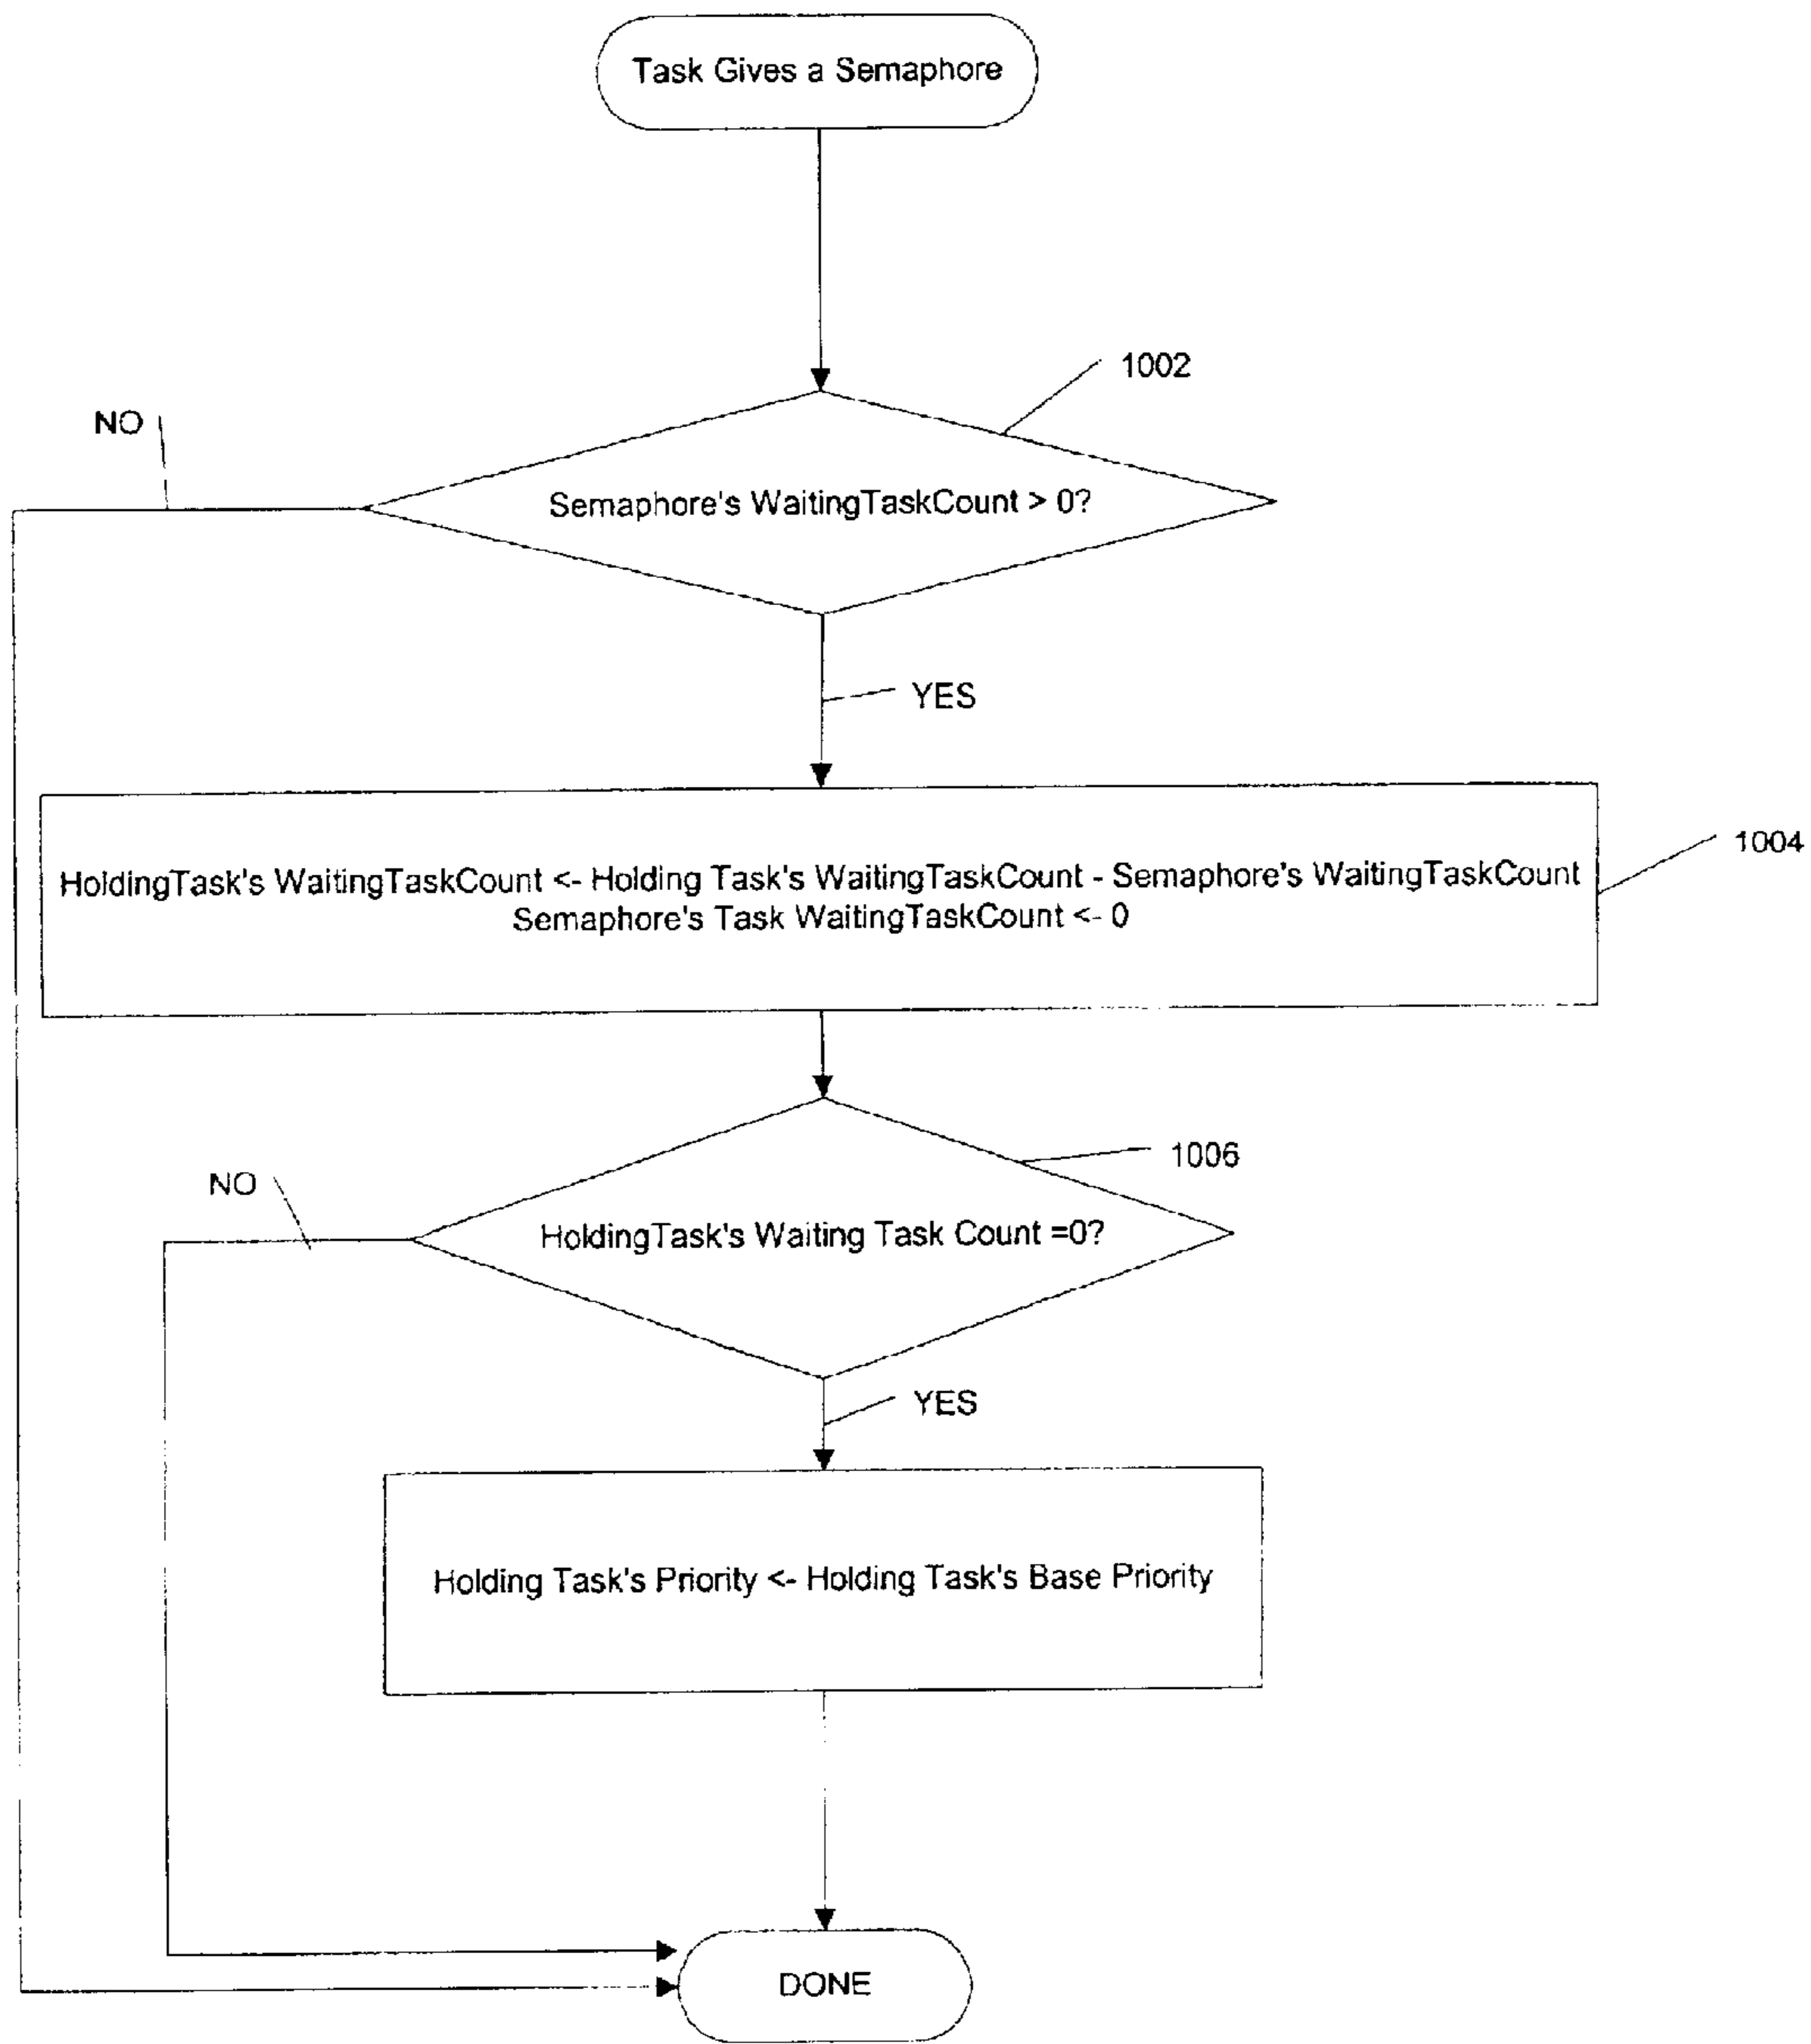 Task Gives a Semaphore
1002
NO
Semaphore's WaitingTaskCount > 0?
YES
1004
HoldingTask's WaitingTaskCount <- Holding Task's WaitingTaskCount - Semaphore's WaitingTaskCount
Semaphore's Task WaitingTaskCount <- 0
1006
NO
HoldingTask's Waiting Task Count =0?
YES
Holding Task's Priority <- Holding Task's Base Priority
DONE